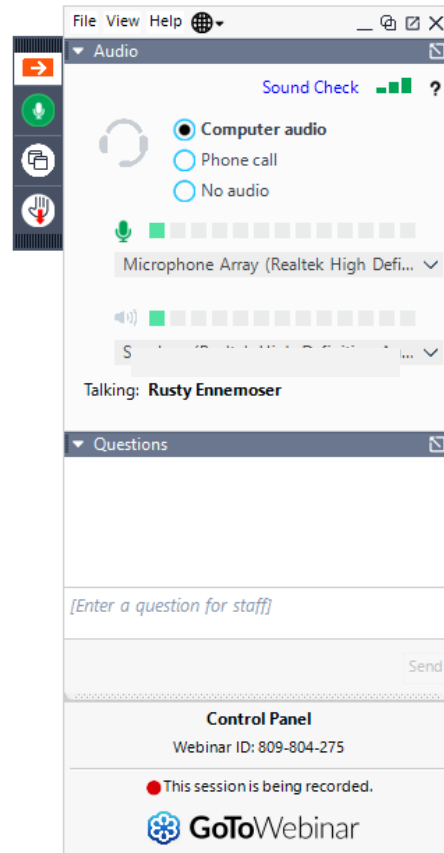 File View Help
Audio
Sound Check ?
Computer audio
Phone call
No audio
Microphone Array (Realtek High Defi...
Talking: Rusty Ennemoser
Questions
[Enter a question for staff]
Send
Control Panel
Webinar ID: 809-804-275
This session is being recorded.
GoToWebinar